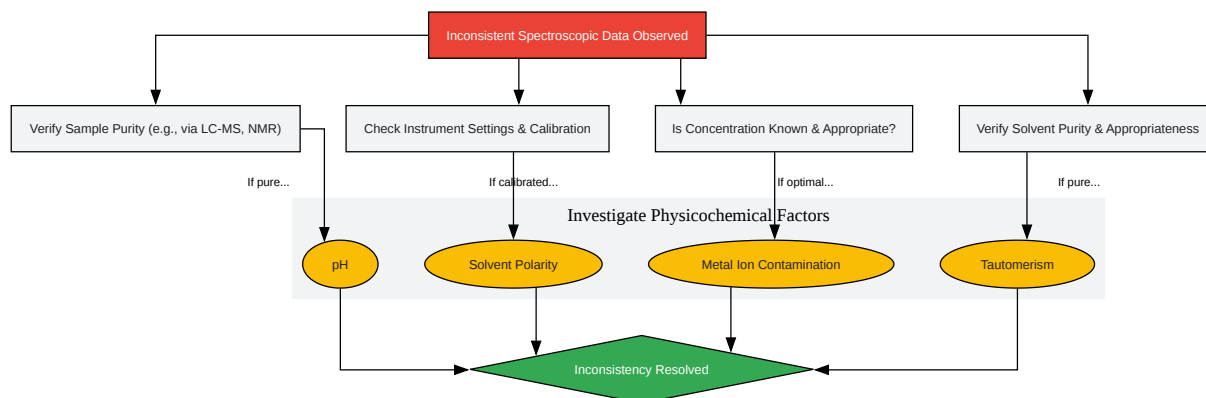 Inconsistent Spectroscopic Data Observed
Verify Sample Purity (e.g., via LC-MS, NMR)
Check Instrument Settings & Calibration
Is Concentration Known & Appropriate?
Verify Solvent Purity & Appropriateness
If pure...
If calibrated...
If optimal...
If pure...
Investigate Physicochemical Factors
pH
Solvent Polarity
Metal Ion Contamination
Tautomerism
Inconsistency Resolved